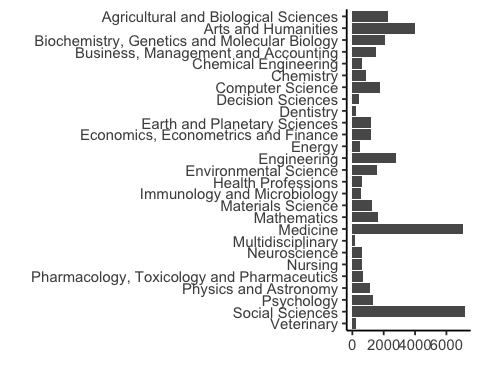 Agricultural and Biological Sciences
Arts and Humanities
Biochemistry, Genetics and Molecular Biology
Business, Management and Accounting
Chemical Engineering
Chemistry
Computer Science
Decision Sciences
Dentistry
Earth and Planetary Sciences
Economics, Econometrics and Finance
Energy
Engineering
Environmental Science
Health Professions
Immunology and Microbiology
Materials Science
Mathematics
Medicine
Multidisciplinary
Neuroscience
Nursing
Pharmacology, Toxicology and Pharmaceutics
Physics and Astronomy
Psychology
Social Sciences
Veterinary
0 2000 4000 6000